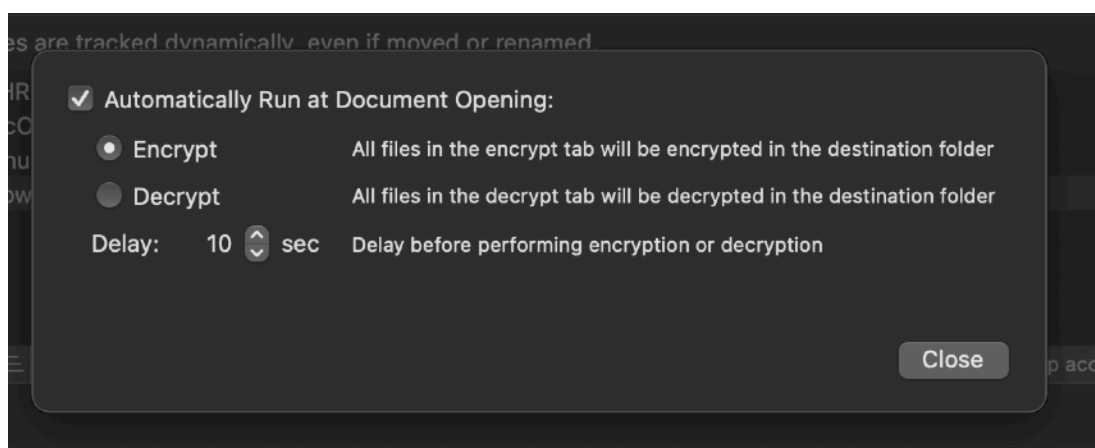 es are tracked dynamically, even if moved or renamed.
Automatically Run at Document Opening:
Encrypt All files in the encrypt tab will be encrypted in the destination folder
Decrypt All files in the decrypt tab will be decrypted in the destination folder
Delay: 10 sec Delay before performing encryption or decryption
Close